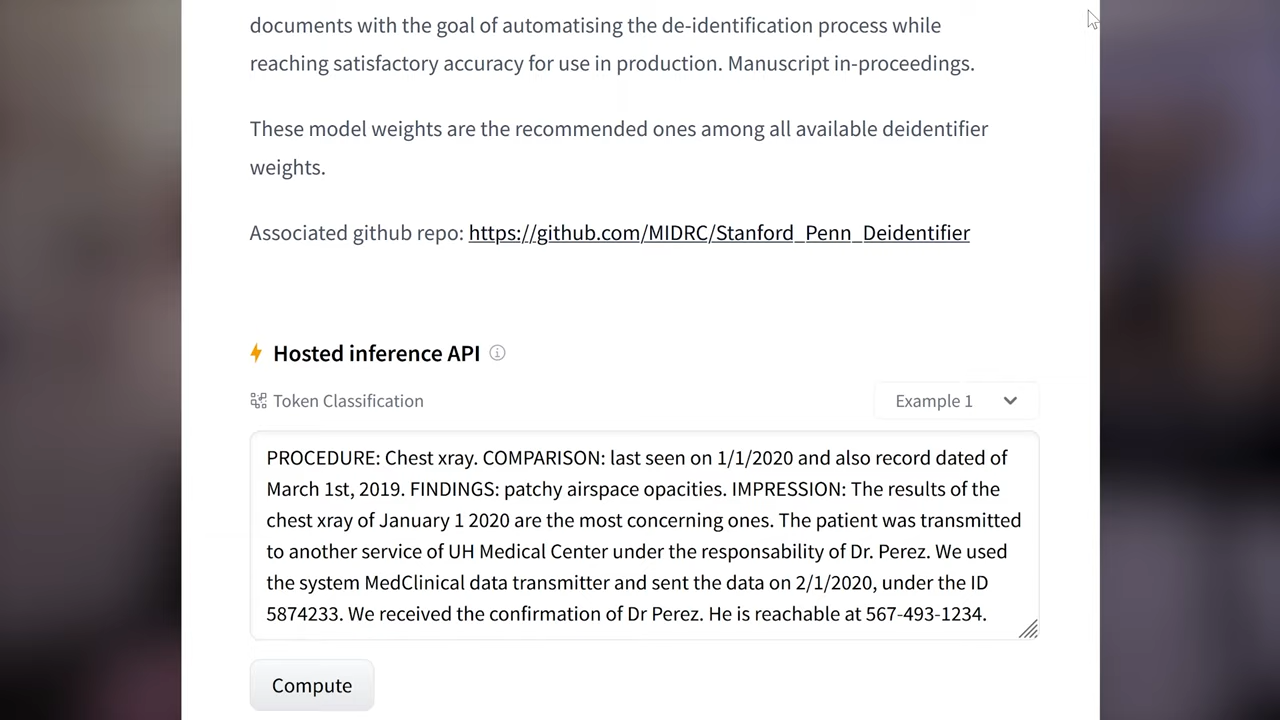 documents with the goal of automatising the de-identification process while
reaching satisfactory accuracy for use in production. Manuscript in-proceedings.
These model weights are the recommended ones among all available deidentifier
weights.
Associated github repo: https://github.com/MIDRC/Stanford_Penn_Deidentifier
Hosted inference API
Token Classification
Example 1
PROCEDURE: Chest xray. COMPARISON: last seen on 1/1/2020 and also record dated of
March 1st, 2019. FINDINGS: patchy airspace opacities. IMPRESSION: The results of the
chest xray of January 1 2020 are the most concerning ones. The patient was transmitted
to another service of UH Medical Center under the responsability of Dr. Perez. We used
the system MedClinical data transmitter and sent the data on 2/1/2020, under the ID
5874233. We received the confirmation of Dr Perez. He is reachable at 567-493-1234.
Compute